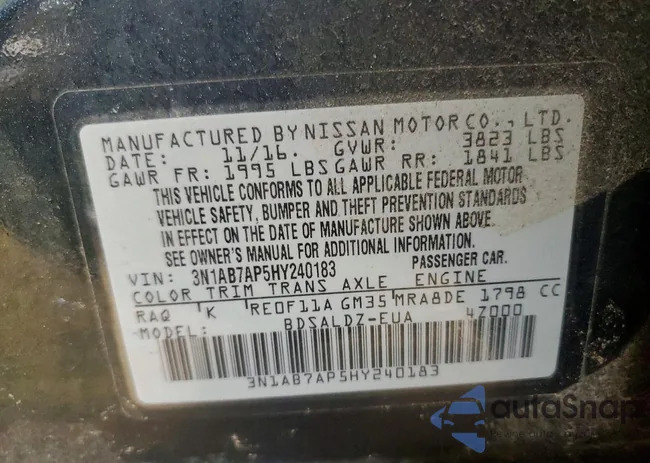 MANUFACTURED BY NISSAN MOTOR CO., LTD.
DATE: 11/16. GVWR: 3823 LBS
GAWR FR: 1995 LBS GAWR RR: 1841 LBS
THIS VEHICLE CONFORMS TO ALL APPLICABLE FEDERAL MOTOR
VEHICLE SAFETY, BUMPER AND THEFT PREVENTION STANDARDS
IN EFFECT ON THE DATE OF MANUFACTURE SHOWN ABOVE.
SEE OWNER'S MANUAL FOR ADDITIONAL INFORMATION.
VIN: 3N1AB7AP5HY240183 PASSENGER CAR.
COLOR TRIM TRANS AXLE ENGINE
RAQ K RE0F11A GM35 MRA8DE 1798 CC
MODEL: BDSALDZ-EUA 4Z000
3N1AB7AP5HY240183
autoSnap